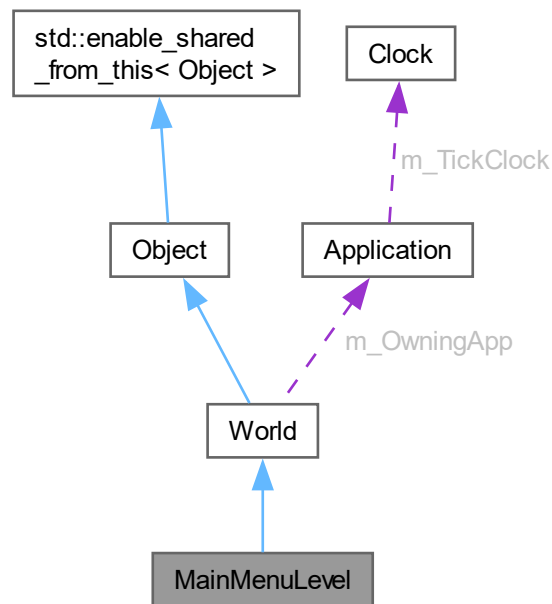 std::enable_shared
_from_this< Object >
Clock
m_TickClock
Object
Application
m_OwningApp
World
MainMenuLevel